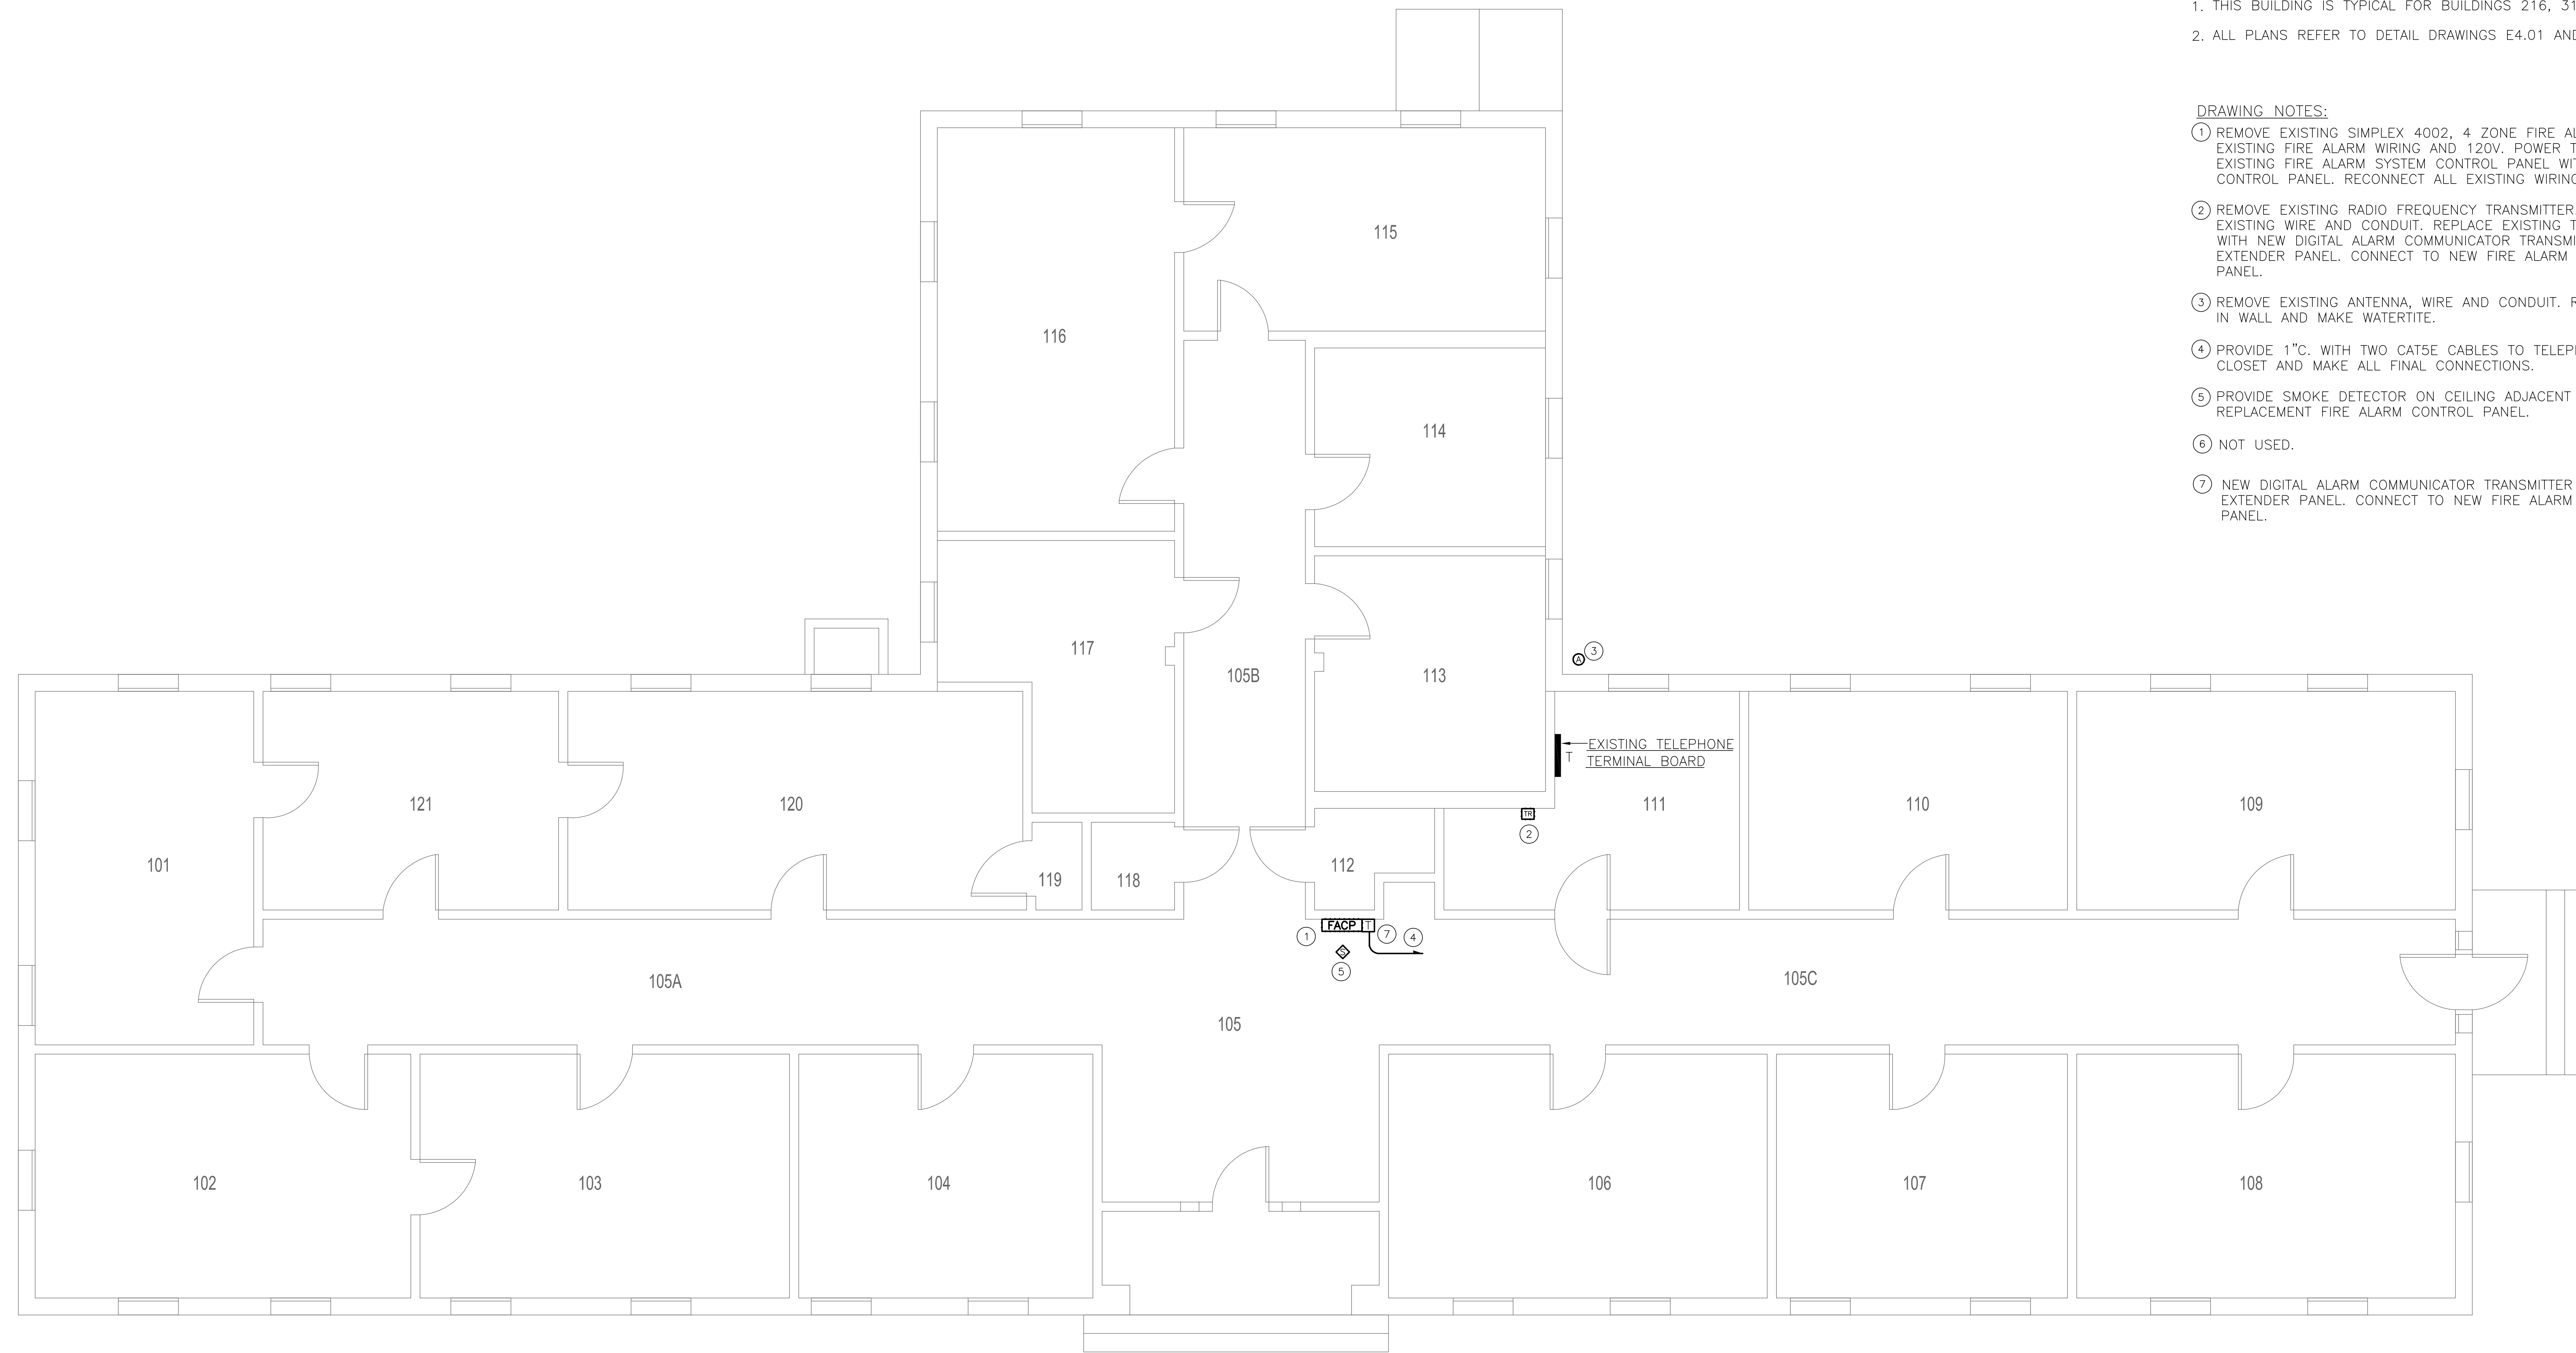 1. THIS BUILDING IS TYPICAL FOR BUILDINGS 216, 31
2. ALL PLANS REFER TO DETAIL DRAWINGS E4.01 AND
DRAWING NOTES:
1 REMOVE EXISTING SIMPLEX 4002, 4 ZONE FIRE
EXISTING FIRE ALARM WIRING AND 120V. POWER
EXISTING FIRE ALARM SYSTEM CONTROL PANEL
CONTROL PANEL. RECONNECT ALL EXISTING WIRING
2 REMOVE EXISTING RADIO FREQUENCY TRANSMITTER.
EXISTING WIRE AND CONDUIT. REPLACE EXISTING
WITH NEW DIGITAL ALARM COMMUNICATOR
EXTENDER PANEL. CONNECT TO NEW FIRE ALARM
PANEL.
3 REMOVE EXISTING ANTENNA, WIRE AND CONDUIT.
IN WALL AND MAKE WATERTITE.
4 PROVIDE 1"C. WITH TWO CAT5E CABLES TO
CLOSET AND MAKE ALL FINAL CONNECTIONS.
5 PROVIDE SMOKE DETECTOR ON CEILING ADJACENT
REPLACEMENT FIRE ALARM CONTROL PANEL.
6 NOT USED.
7 NEW DIGITAL ALARM COMMUNICATOR TRANSMITTER
EXTENDER PANEL. CONNECT TO NEW FIRE ALARM
PANEL.
115
116
114
117
105B
113
A 3
EXISTING TELEPHONE
T
TERMINAL BOARD
101
121
120
119
118
112
TR
2
111
110
109
FACP T
1
7
4
S
5
105A
105
105C
102
103
104
106
107
108